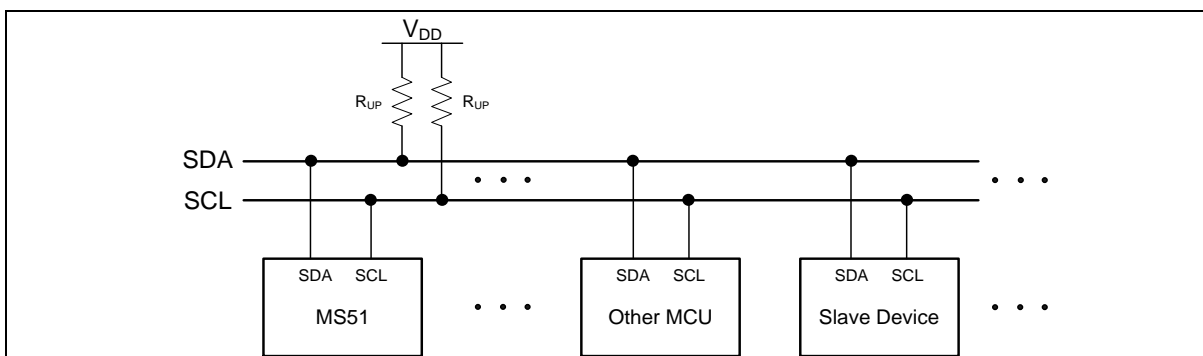 VDD
RUP RUP
SDA
SCL
SDA SCL SDA SCL SDA SCL
MS51 Other MCU Slave Device